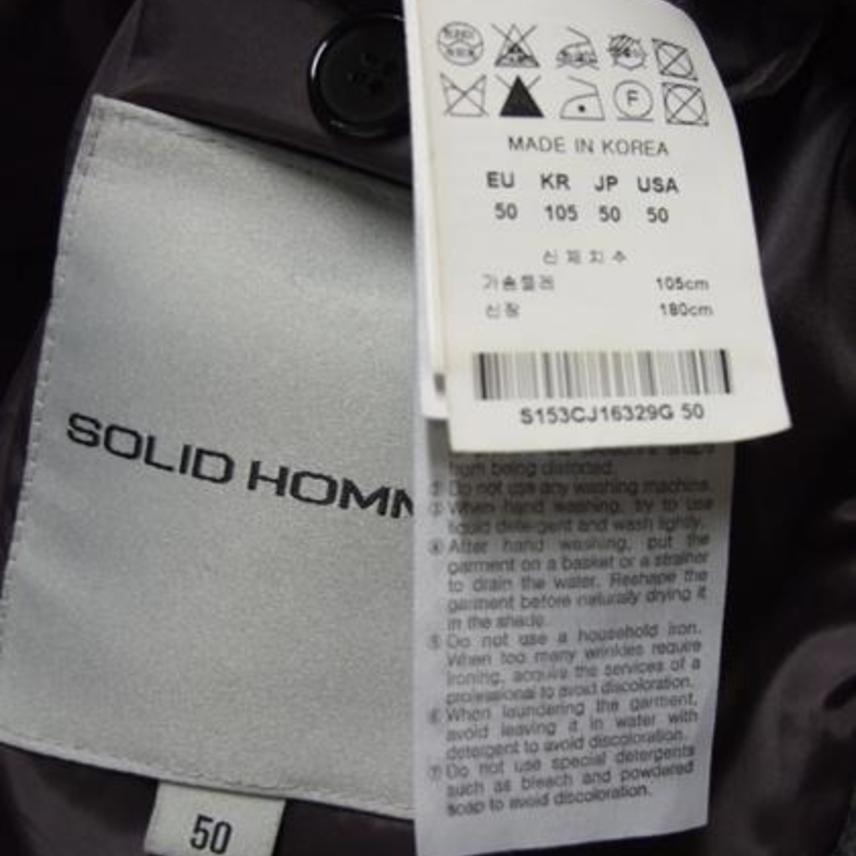 MADE IN KOREA
EU KR JP USA
50 105 50 50
신체치수
가슴둘레 105cm
신장 180cm
S153CJ16329G 50
SOLID HOMM
from being distorted.
② Do not use any washing machine.
③ When hand washing, try to use
liquid detergent and wash lightly.
④ After hand washing, put the
garment on a basket or a strainer
to drain the water. Reshape the
garment before naturally drying it
in the shade.
⑤ Do not use a household iron.
When too many wrinkles require
ironing, acquire the services of a
professional to avoid discoloration.
⑥ When laundering the garment,
avoid leaving it in water with
detergent to avoid discoloration.
⑦ Do not use special detergents
such as bleach and powdered
soap to avoid discoloration.
50